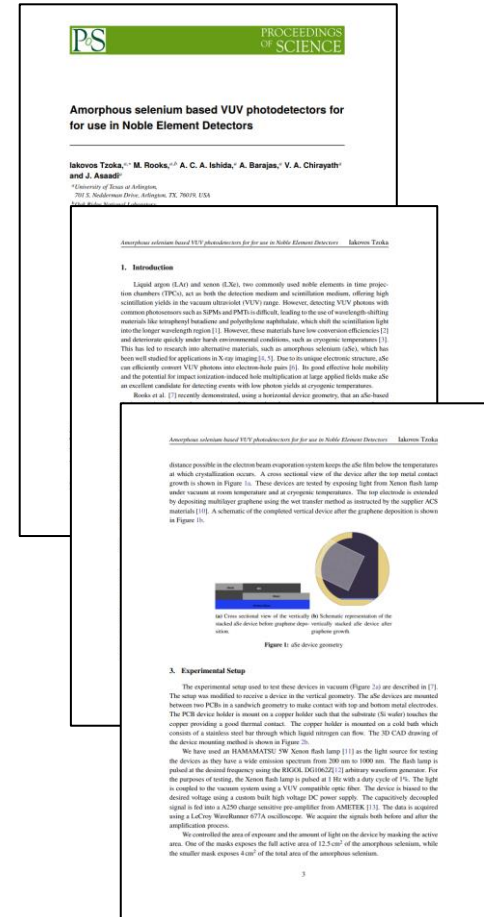 PoS
PROCEEDINGS
OF SCIENCE
Amorphous selenium based VUV photodetectors for
for use in Noble Element Detectors
Iakovos Tzoka, M. Rooks, A. C. A. Ishida, A. Barajas, V. A. Chirayath
and J. Asaadi
University of Texas at Arlington,
701 S. Nedderman Drive, Arlington, TX, 76019, USA
Amorphous selenium based VUV photodetectors for for use in Noble Element Detectors Iakovos Tzoka
1. Introduction
Liquid argon (LAr) and xenon (LXe), two commonly used noble elements in time projec-
tion chambers (TPCs), act as both the detection medium and scintillation medium, offering high
scintillation yields in the vacuum ultraviolet (VUV) range. However, detecting VUV photons with
common photosensors such as SiPMs and PMTs is difficult, leading to the use of wavelength-shifting
materials like tetraphenyl butadiene and polyethylene naphthalate, which shift the scintillation light
into the longer wavelength region [1]. However, these materials have low conversion efficiencies [2]
and deteriorate quickly under harsh environmental conditions, such as cryogenic temperatures [3].
This has led to research into alternative materials, such as amorphous selenium (aSe), which has
been well studied for applications in X-ray imaging [4, 5]. Due to its unique electronic structure, aSe
can efficiently convert VUV photons into electron-hole pairs [6]. Its good effective hole mobility
and the potential for impact ionization-induced hole multiplication at large applied fields make aSe
an excellent candidate for detecting events with low photon yields at cryogenic temperatures.
Rooks et al. [7] recently demonstrated, using a horizontal device geometry, that an aSe-based
Amorphous selenium based VUV photodetectors for for use in Noble Element Detectors Iakovos Tzoka
distance possible in the electron beam evaporation system keeps the aSe film below the temperatures
at which crystallization occurs. A cross sectional view of the device after the top metal contact
growth is shown in Figure 1a. These devices are tested by exposing light from Xenon flash lamp
under vacuum at room temperature and at cryogenic temperatures. The top electrode is extended
by depositing multilayer graphene using the wet transfer method as instructed by the supplier ACS
materials [10]. A schematic of the completed vertical device after the graphene deposition is shown
in Figure 1b.
(a) Cross sectional view of the vertically
stacked aSe device before graphene depo-
sition.
(b) Schematic representation of the
vertically stacked aSe device after
graphene growth.
Figure 1: aSe device geometry
3. Experimental Setup
The experimental setup used to test these devices in vacuum (Figure 2a) are described in [7].
The setup was modified to receive a device in the vertical geometry. The aSe devices are mounted
between two PCBs in a sandwich geometry to make contact with top and bottom metal electrodes.
The PCB device holder is mount on a copper holder such that the substrate (Si wafer) touches the
copper providing a good thermal contact. The copper holder is mounted on a cold bath which
consists of a stainless steel bar through which liquid nitrogen can flow. The 3D CAD drawing of
the device mounting method is shown in Figure 2b.
We have used an HAMAMATSU 5W Xenon flash lamp [11] as the light source for testing
the devices as they have a wide emission spectrum from 200 nm to 1000 nm. The flash lamp is
pulsed at the desired frequency using the RIGOL DG1062Z[12] arbitrary waveform generator. For
the purposes of testing, the Xenon flash lamp is pulsed at 1 Hz with a duty cycle of 1%. The light
is coupled to the vacuum system using a VUV compatible optic fiber. The device is biased to the
desired voltage using a custom built high voltage DC power supply. The capacitively decoupled
signal is fed into a A250 charge sensitive pre-amplifier from AMETEK [13]. The data is acquired
using a LeCroy WaveRunner 677A oscilloscope. We acquire the signals both before and after the
amplification process.
We controlled the area of exposure and the amount of light on the device by masking the active
area. One of the masks exposes the full active area of 12.5 cm² of the amorphous selenium, while
the smaller mask exposes 4 cm² of the total area of the amorphous selenium.
3